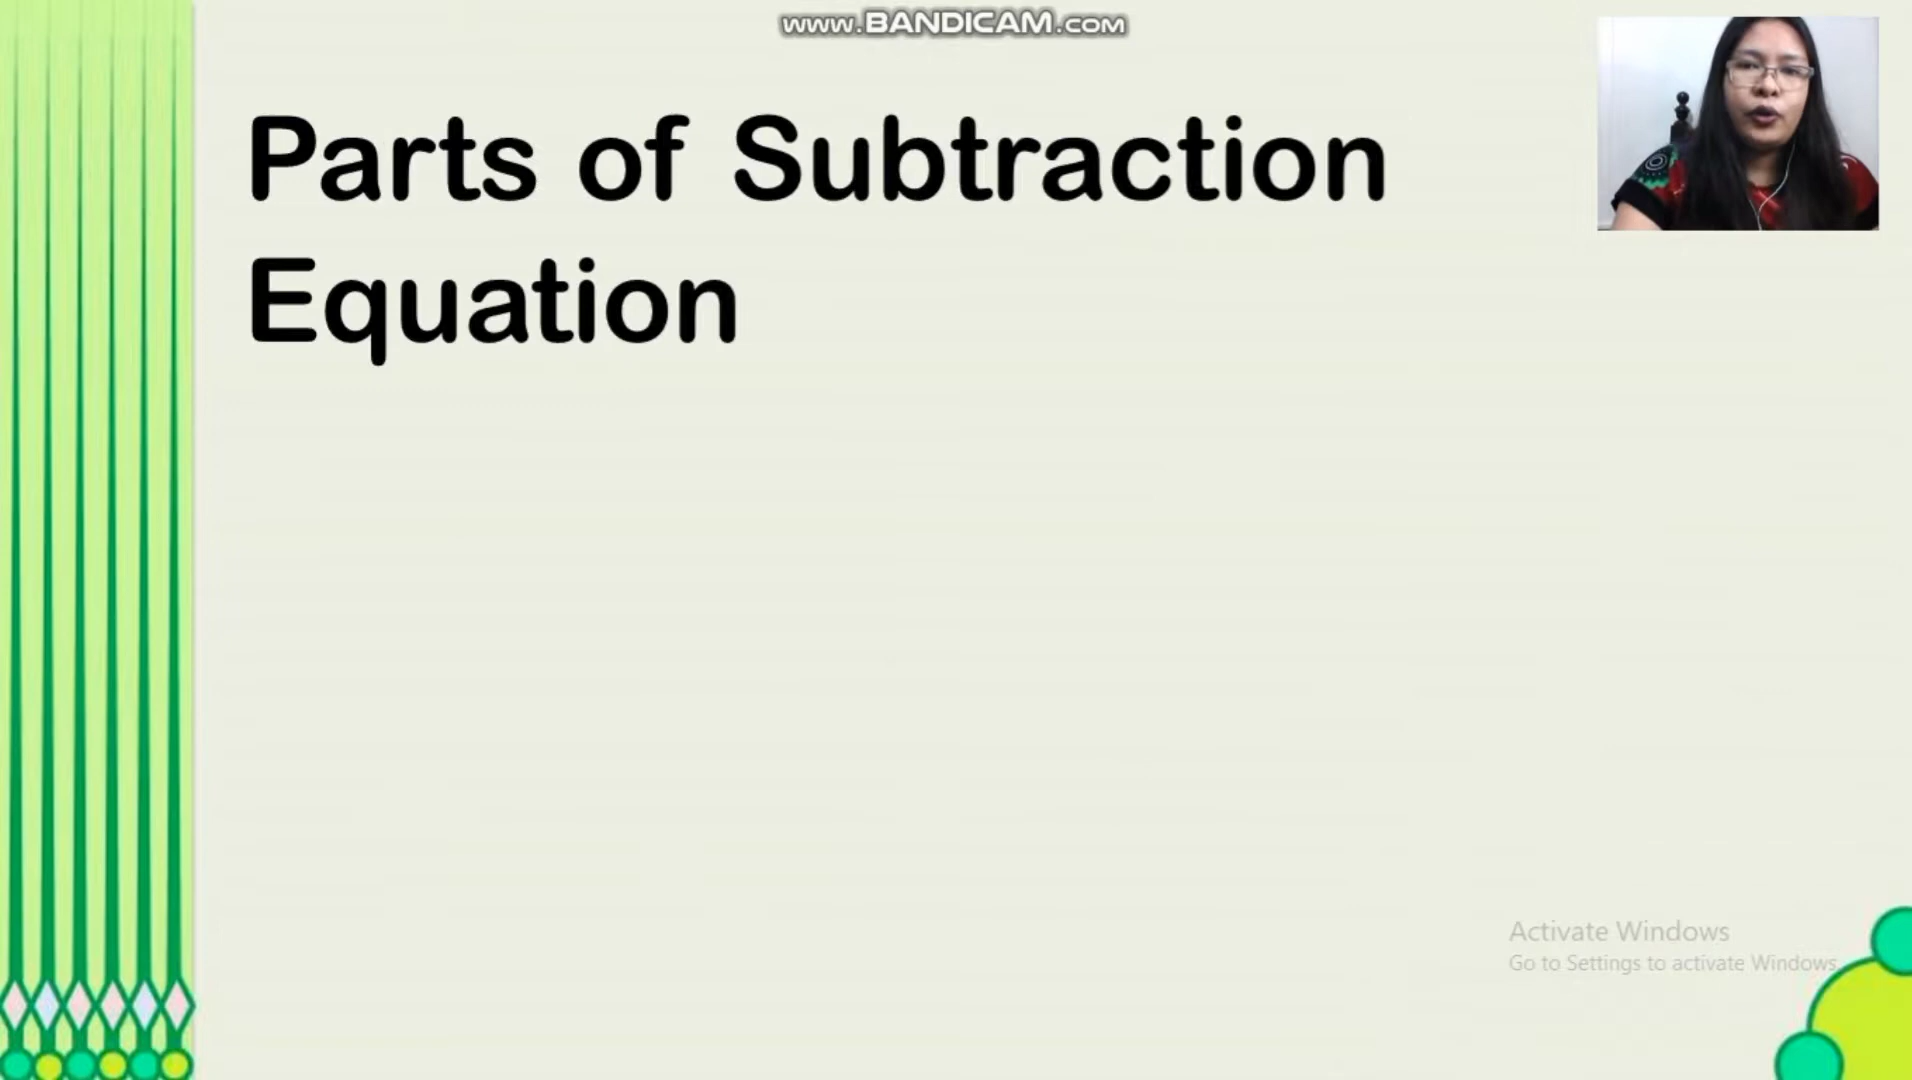 www.BANDICAM.com
Parts of Subtraction
Equation
Activate Windows
Go to Settings to activate Windows.